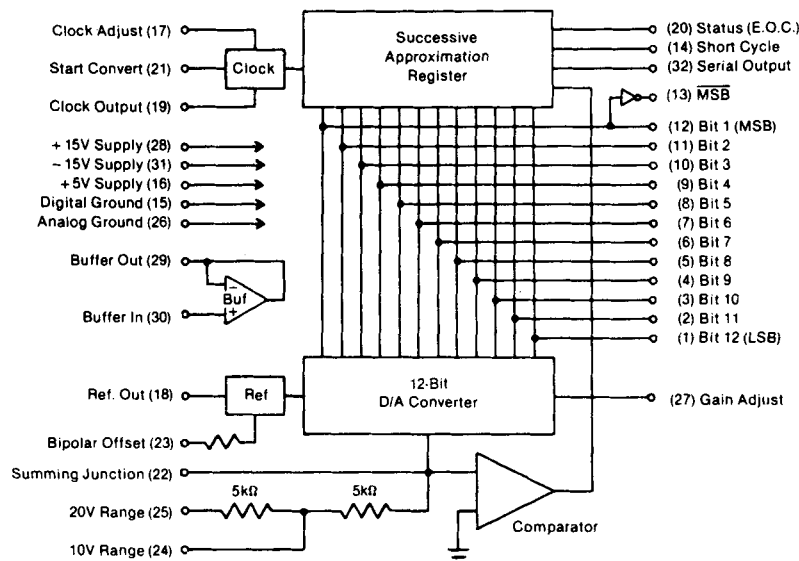 Clock Adjust (17)
Start Convert (21)
Clock Output (19)
Clock
Successive
Approximation
Register
(20) Status (E.O.C.)
(14) Short Cycle
(32) Serial Output
(13) M̅S̅B̅
(12) Bit 1 (MSB)
(11) Bit 2
(10) Bit 3
(9) Bit 4
(8) Bit 5
(7) Bit 6
(6) Bit 7
(5) Bit 8
(4) Bit 9
(3) Bit 10
(2) Bit 11
(1) Bit 12 (LSB)
+ 15V Supply (28)
− 15V Supply (31)
+ 5V Supply (16)
Digital Ground (15)
Analog Ground (26)
Buffer Out (29)
Buffer In (30)
−
Buf
+
Ref. Out (18)
Ref
Bipolar Offset (23)
12-Bit
D/A Converter
(27) Gain Adjust
Summing Junction (22)
5kΩ
5kΩ
20V Range (25)
10V Range (24)
Comparator